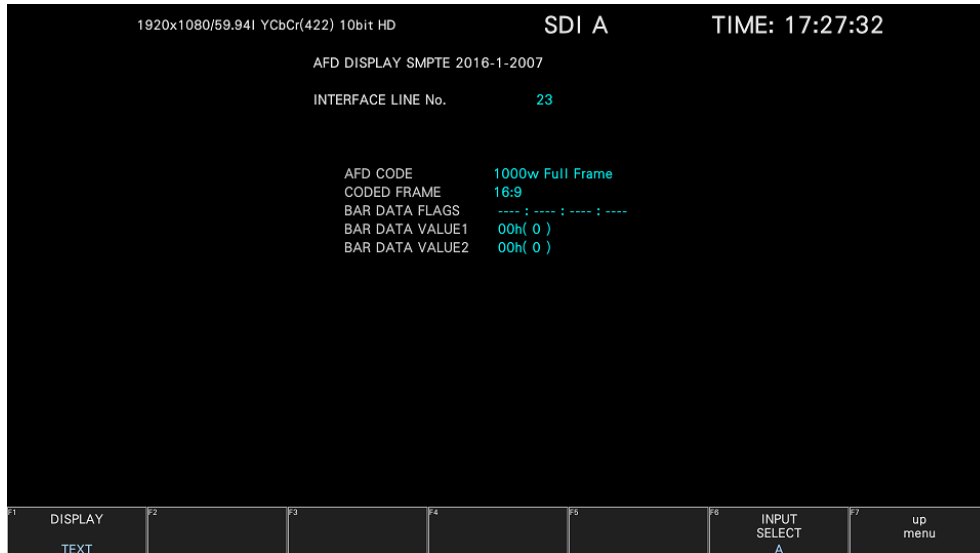 1920x1080/59.94I YCbCr(422) 10bit HD SDI A TIME: 17:27:32
AFD DISPLAY SMPTE 2016-1-2007
INTERFACE LINE No. 23
AFD CODE 1000w Full Frame
CODED FRAME 16:9
BAR DATA FLAGS ---- : ---- : ---- : ----
BAR DATA VALUE1 00h( 0 )
BAR DATA VALUE2 00h( 0 )
F1 DISPLAY
TEXT
F2
F3
F4
F5
F6 INPUT
SELECT
A
F7 up
menu